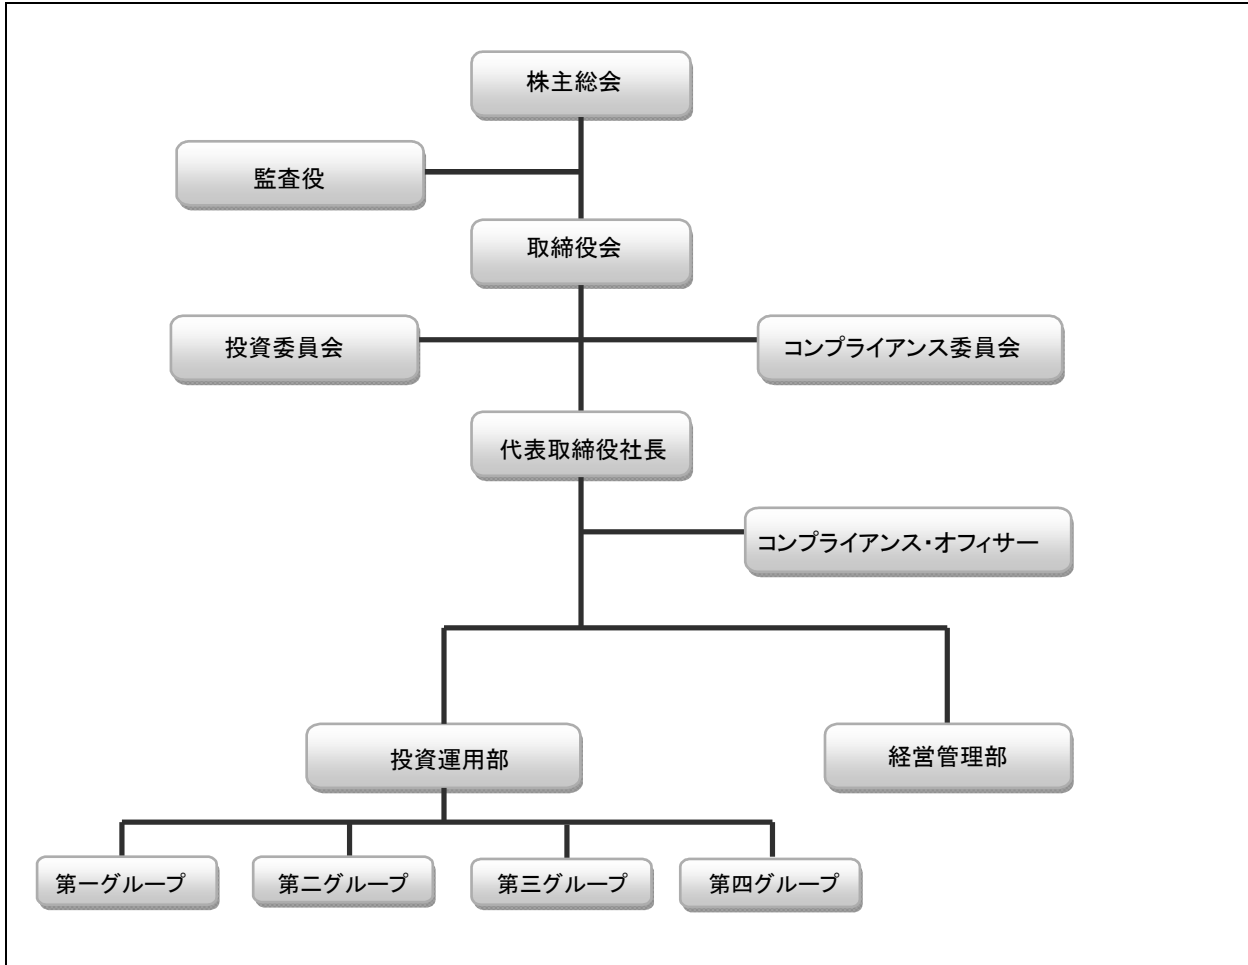 株主総会
監査役
取締役会
投資委員会
コンプライアンス委員会
代表取締役社長
コンプライアンス・オフィサー
投資運用部
経営管理部
第一グループ
第二グループ
第三グループ
第四グループ